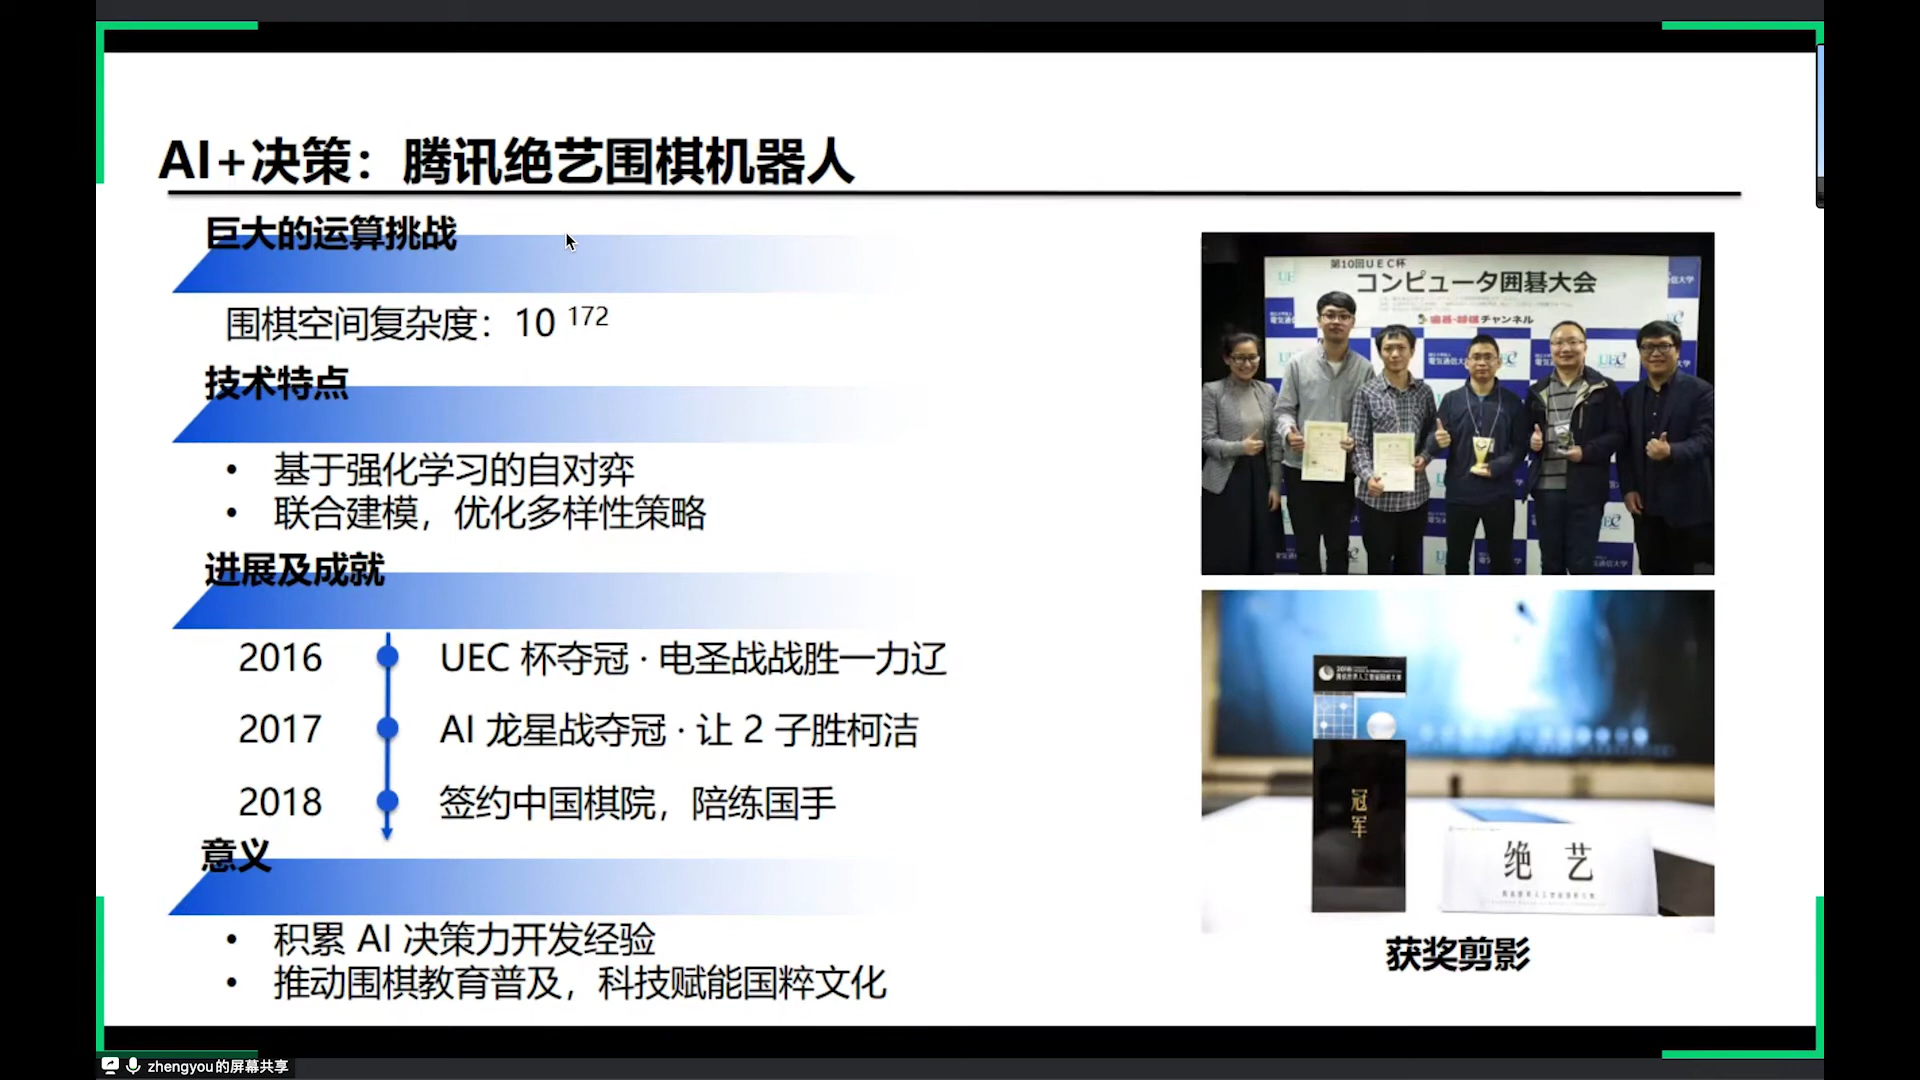 AI+决策：腾讯绝艺围棋机器人
巨大的运算挑战
围棋空间复杂度：10 172
技术特点
• 基于强化学习的自对弈
• 联合建模，优化多样性策略
进展及成就
2016 UEC 杯夺冠 · 电圣战战胜一力辽
2017 AI 龙星战夺冠 · 让 2 子胜柯洁
2018 签约中国棋院，陪练国手
意义
• 积累 AI 决策力开发经验
• 推动围棋教育普及，科技赋能国粹文化
第10回UEC杯
コンピュータ囲碁大会
囲碁・将棋チャンネル
冠军
绝 艺
获奖剪影
zhengyou的屏幕共享